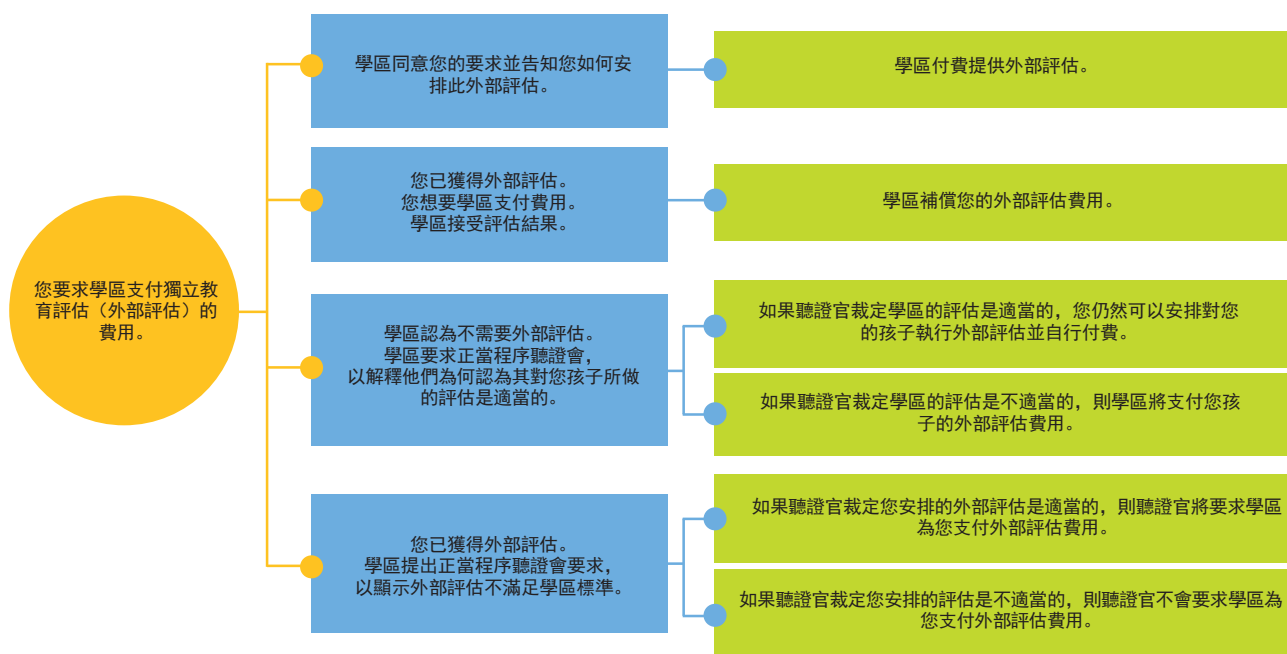 您要求學區支付獨立教
育評估（外部評估）的
費用。
學區同意您的要求並告知您如何安
排此外部評估。
學區付費提供外部評估。
您已獲得外部評估。
您想要學區支付費用。
學區接受評估結果。
學區補償您的外部評估費用。
學區認為不需要外部評估。
學區要求正當程序聽證會，
以解釋他們為何認為其對您孩子所做
的評估是適當的。
如果聽證官裁定學區的評估是適當的，您仍然可以安排對您
的孩子執行外部評估並自行付費。
如果聽證官裁定學區的評估是不適當的，則學區將支付您孩
子的外部評估費用。
您已獲得外部評估。
學區提出正當程序聽證會要求，
以顯示外部評估不滿足學區標準。
如果聽證官裁定您安排的外部評估是適當的，則聽證官將要求學區
為您支付外部評估費用。
如果聽證官裁定您安排的評估是不適當的，則聽證官不會要求學區為
您支付外部評估費用。